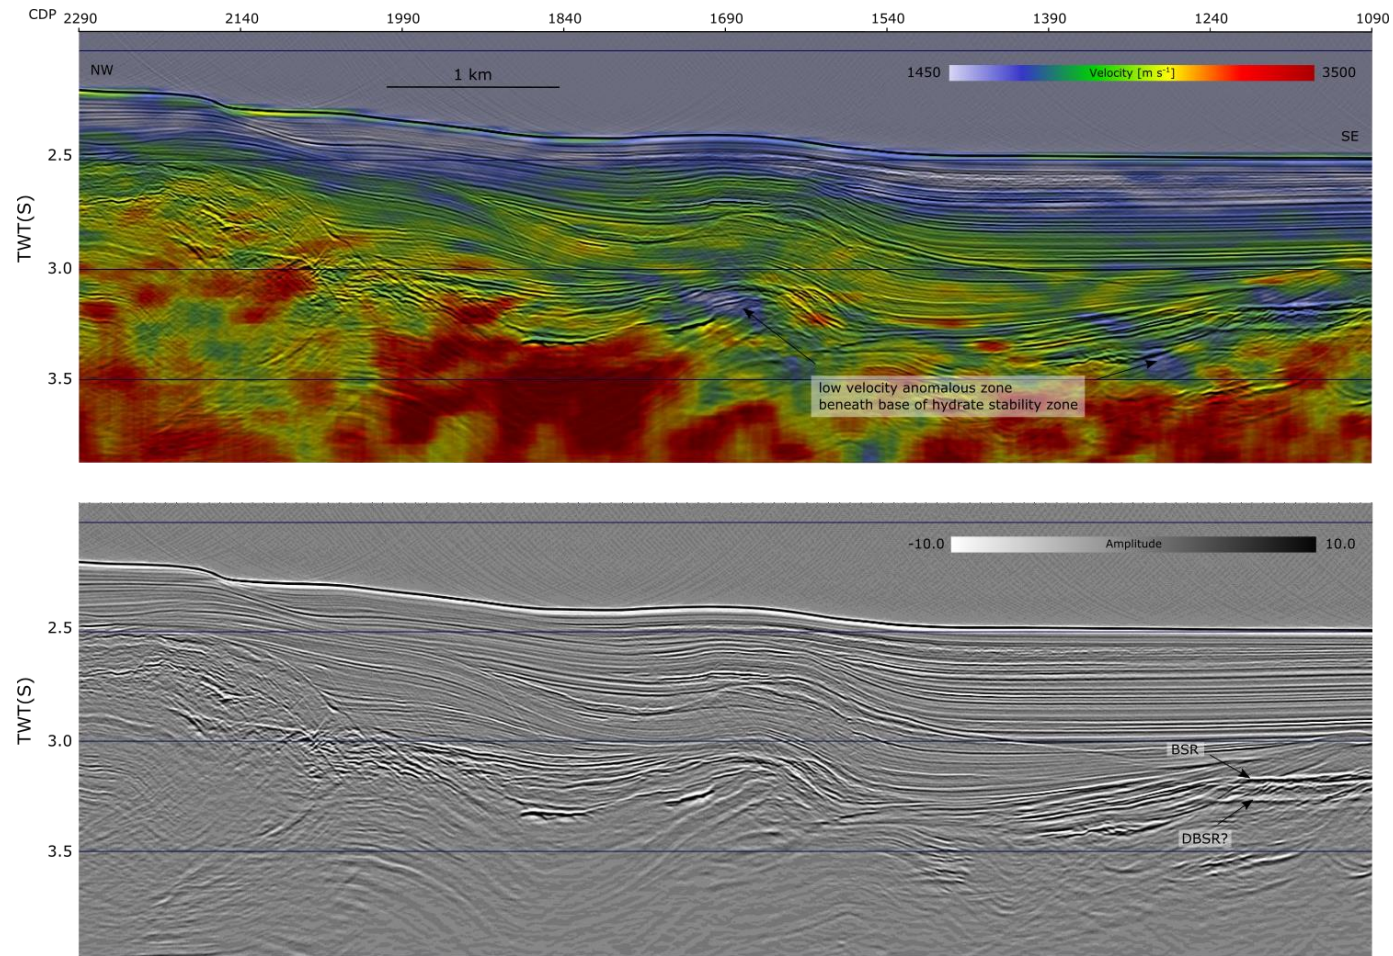 CDP 2290 2140 1990 1840 1690 1540 1390 1240 1090
NW
1 km
1450 Velocity [m s⁻¹] 3500
SE
2.5
TWT(S)
3.0
3.5
low velocity anomalous zone
beneath base of hydrate stability zone
-10.0 Amplitude 10.0
2.5
TWT(S)
3.0
BSR
DBSR?
3.5